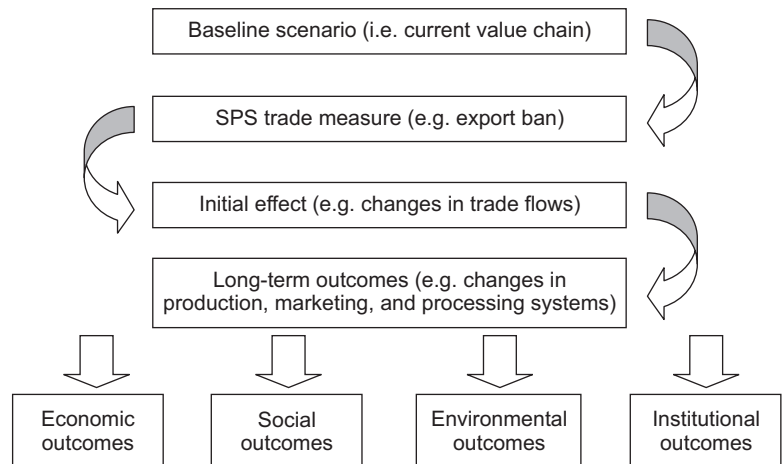 Baseline scenario (i.e. current value chain)
SPS trade measure (e.g. export ban)
Initial effect (e.g. changes in trade flows)
Long-term outcomes (e.g. changes in
production, marketing, and processing systems)
Economic
outcomes
Social
outcomes
Environmental
outcomes
Institutional
outcomes